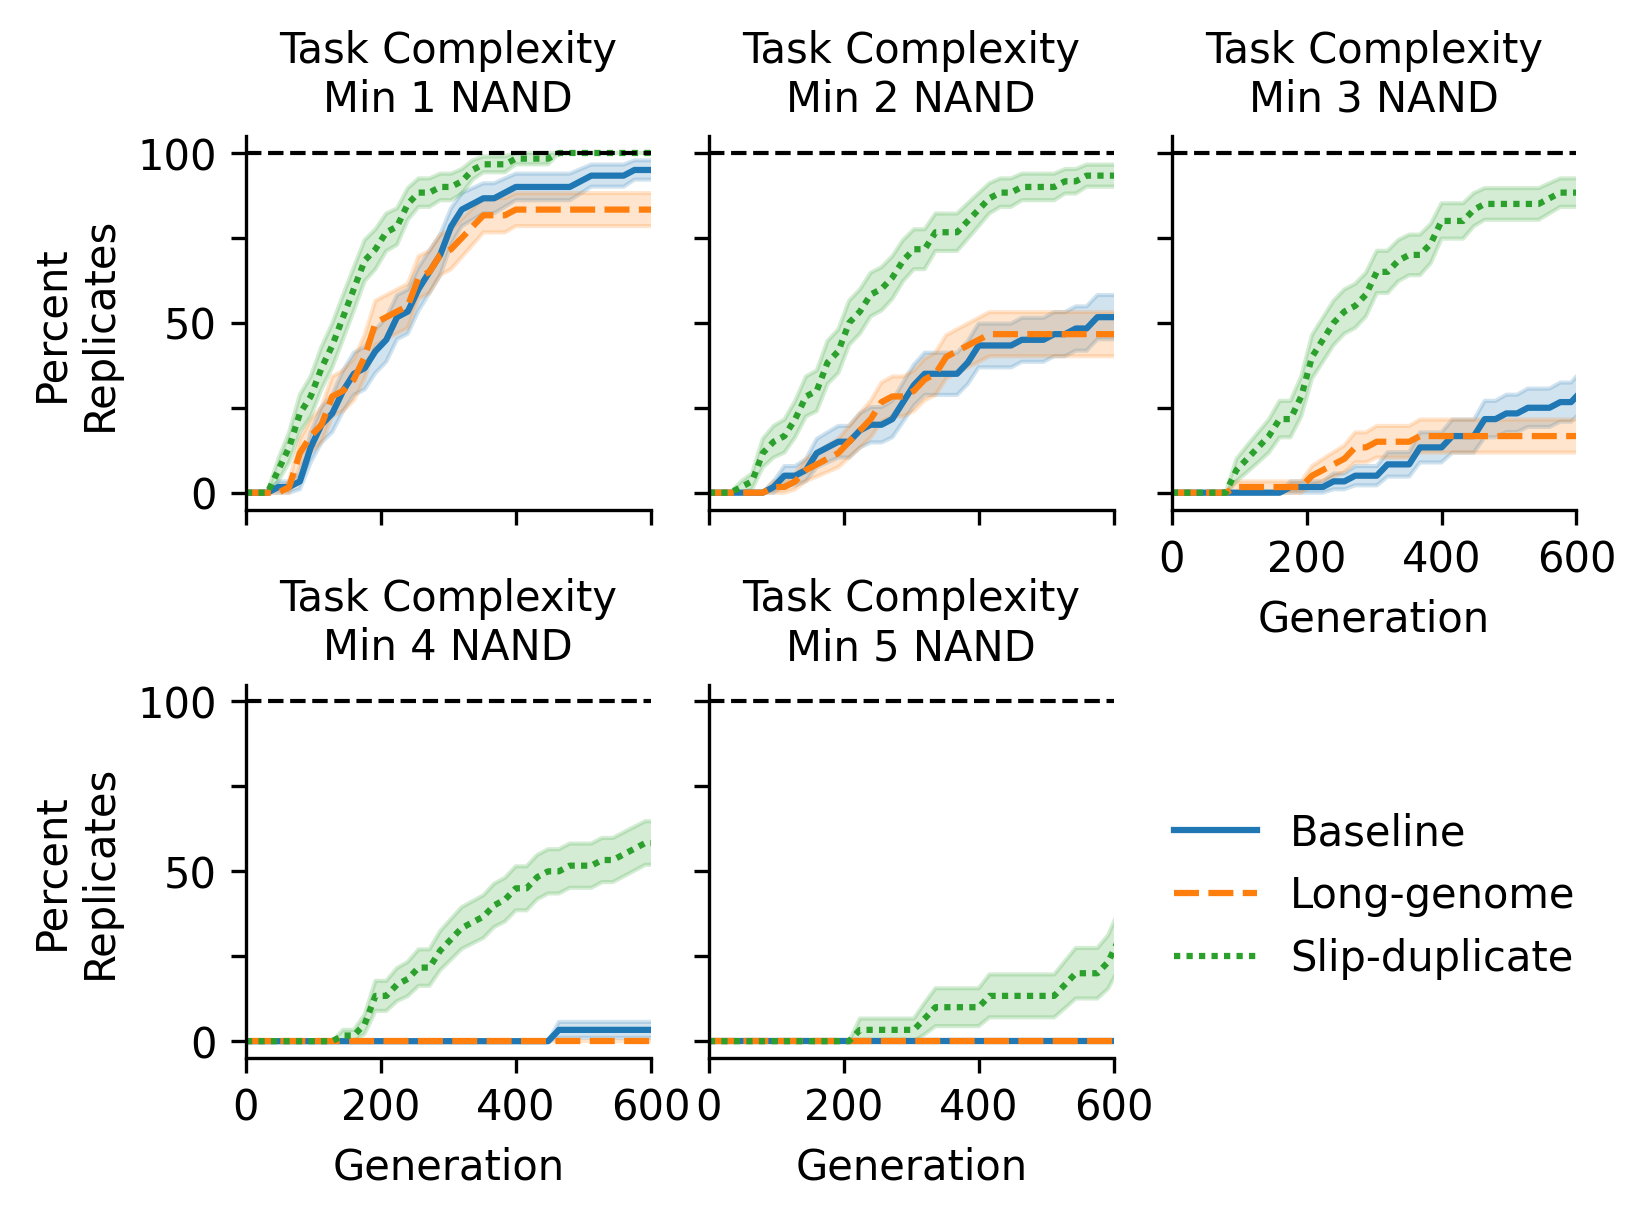 Task Complexity
Min 1 NAND
Task Complexity
Min 2 NAND
Task Complexity
Min 3 NAND
Percent
Replicates
100
50
0
0 200 400 600
Generation
Task Complexity
Min 4 NAND
Task Complexity
Min 5 NAND
Percent
Replicates
100
50
0
0 200 400 600
Generation
0 200 400 600
Generation
Baseline
Long-genome
Slip-duplicate